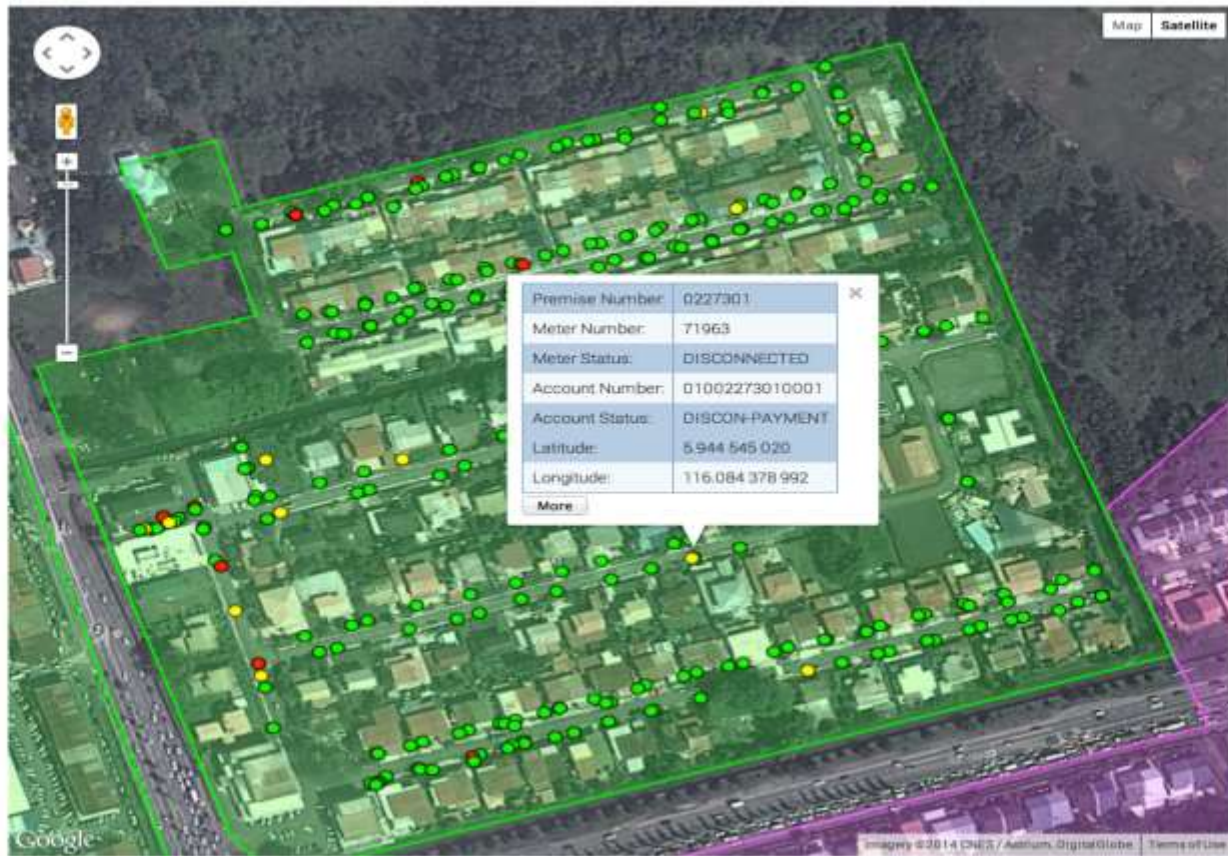 Map Satellite
Premise Number: 0227301
Meter Number: 71963
Meter Status: DISCONNECTED
Account Number: 01002273010001
Account Status: DISCON-PAYMENT
Latitude: 5.944 545 020
Longitude: 116.084 378 992
More
Google
Imagery ©2014 CNES / Astrium, DigitalGlobe
Terms of Use